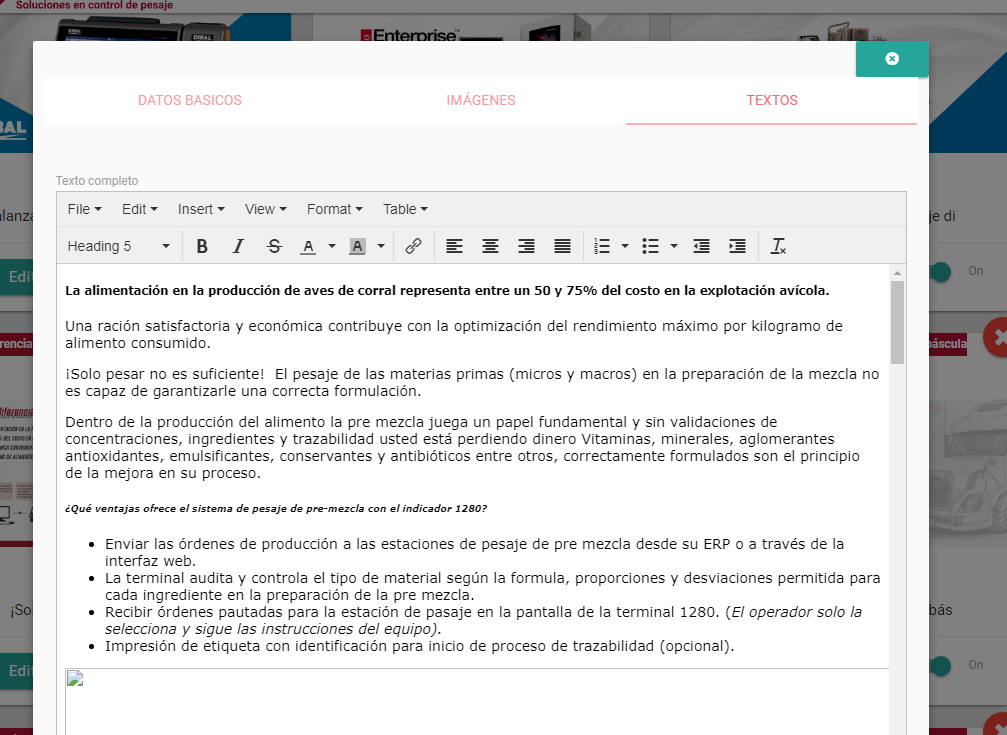 Soluciones en control de pesaje
DIBAL
Enterprise™
DATOS BASICOS
IMÁGENES
TEXTOS
Texto completo
File Edit Insert View Format Table
Heading 5
La alimentación en la producción de aves de corral representa entre un 50 y 75% del costo en la explotación avícola.
Una ración satisfactoria y económica contribuye con la optimización del rendimiento máximo por kilogramo de
alimento consumido.
¡Solo pesar no es suficiente!  El pesaje de las materias primas (micros y macros) en la preparación de la mezcla no
es capaz de garantizarle una correcta formulación.
Dentro de la producción del alimento la pre mezcla juega un papel fundamental y sin validaciones de
concentraciones, ingredientes y trazabilidad usted está perdiendo dinero Vitaminas, minerales, aglomerantes
antioxidantes, emulsificantes, conservantes y antibióticos entre otros, correctamente formulados son el principio
de la mejora en su proceso.
¿Qué ventajas ofrece el sistema de pesaje de pre-mezcla con el indicador 1280?
• Enviar las órdenes de producción a las estaciones de pesaje de pre mezcla desde su ERP o a través de la
interfaz web.
• La terminal audita y controla el tipo de material según la formula, proporciones y desviaciones permitida para
cada ingrediente en la preparación de la pre mezcla.
• Recibir órdenes pautadas para la estación de pasaje en la pantalla de la terminal 1280. (El operador solo la
selecciona y sigue las instrucciones del equipo).
• Impresión de etiqueta con identificación para inicio de proceso de trazabilidad (opcional).
BAL
alanza
Edit
je di
On
rencia
páscula
¡So
bás
Edit
On